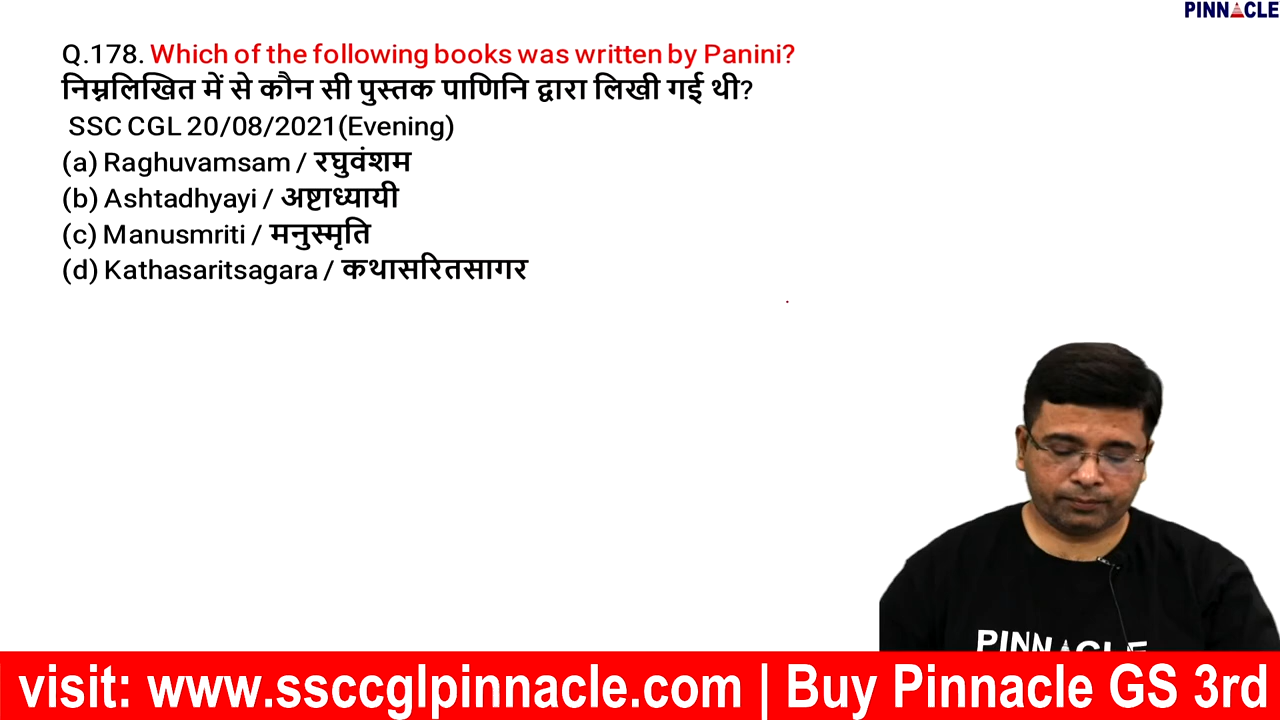 PINNACLE
Q.178. Which of the following books was written by Panini?
निम्नलिखित में से कौन सी पुस्तक पाणिनि द्वारा लिखी गई थी?
SSC CGL 20/08/2021(Evening)
(a) Raghuvamsam / रघुवंशम
(b) Ashtadhyayi / अष्टाध्यायी
(c) Manusmriti / मनुस्मृति
(d) Kathasaritsagara / कथासरितसागर
PINNACLE
visit: www.ssccglpinnacle.com | Buy Pinnacle GS 3rd